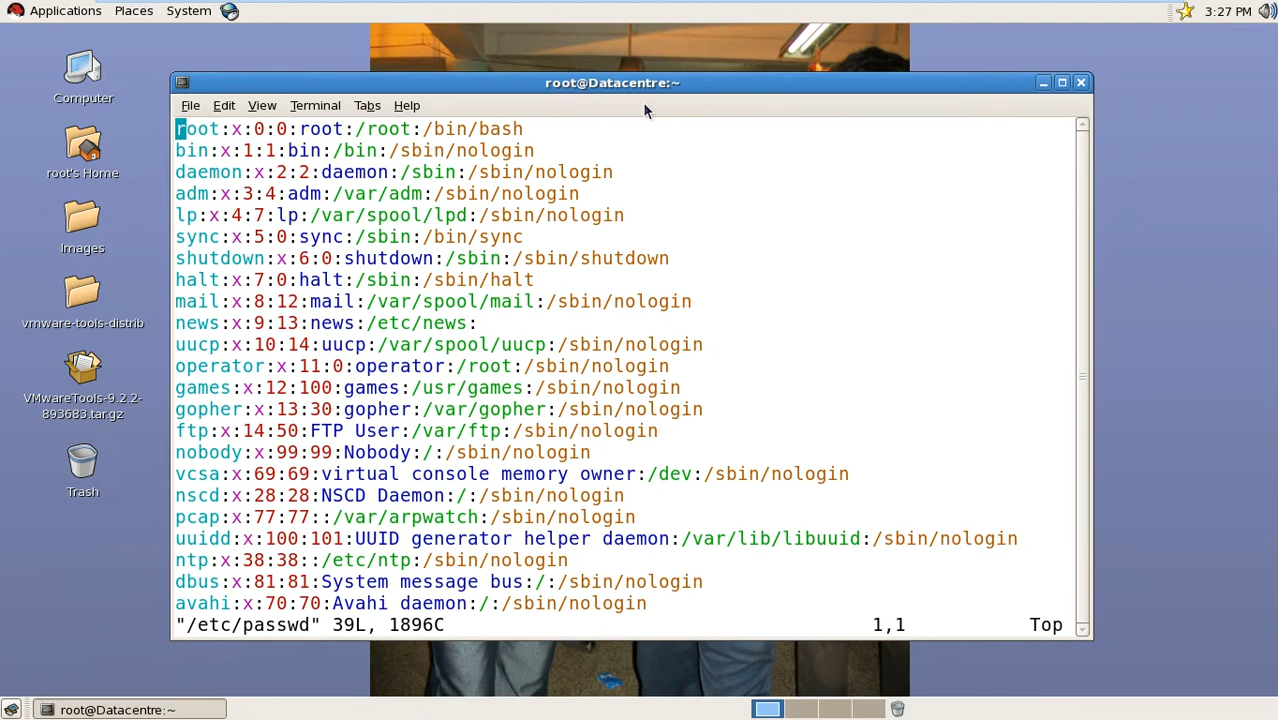 Applications Places System 3:27 PM
Computer
root's Home
Images
vmware-tools-distrib
VMwareTools-9.2.2-
893683.tar.gz
Trash
root@Datacentre:~
File Edit View Terminal Tabs Help
root:x:0:0:root:/root:/bin/bash
bin:x:1:1:bin:/bin:/sbin/nologin
daemon:x:2:2:daemon:/sbin:/sbin/nologin
adm:x:3:4:adm:/var/adm:/sbin/nologin
lp:x:4:7:lp:/var/spool/lpd:/sbin/nologin
sync:x:5:0:sync:/sbin:/bin/sync
shutdown:x:6:0:shutdown:/sbin:/sbin/shutdown
halt:x:7:0:halt:/sbin:/sbin/halt
mail:x:8:12:mail:/var/spool/mail:/sbin/nologin
news:x:9:13:news:/etc/news:
uucp:x:10:14:uucp:/var/spool/uucp:/sbin/nologin
operator:x:11:0:operator:/root:/sbin/nologin
games:x:12:100:games:/usr/games:/sbin/nologin
gopher:x:13:30:gopher:/var/gopher:/sbin/nologin
ftp:x:14:50:FTP User:/var/ftp:/sbin/nologin
nobody:x:99:99:Nobody:/:/sbin/nologin
vcsa:x:69:69:virtual console memory owner:/dev:/sbin/nologin
nscd:x:28:28:NSCD Daemon:/:/sbin/nologin
pcap:x:77:77::/var/arpwatch:/sbin/nologin
uuidd:x:100:101:UUID generator helper daemon:/var/lib/libuuid:/sbin/nologin
ntp:x:38:38::/etc/ntp:/sbin/nologin
dbus:x:81:81:System message bus:/:/sbin/nologin
avahi:x:70:70:Avahi daemon:/:/sbin/nologin
"/etc/passwd" 39L, 1896C 1,1 Top
root@Datacentre:~